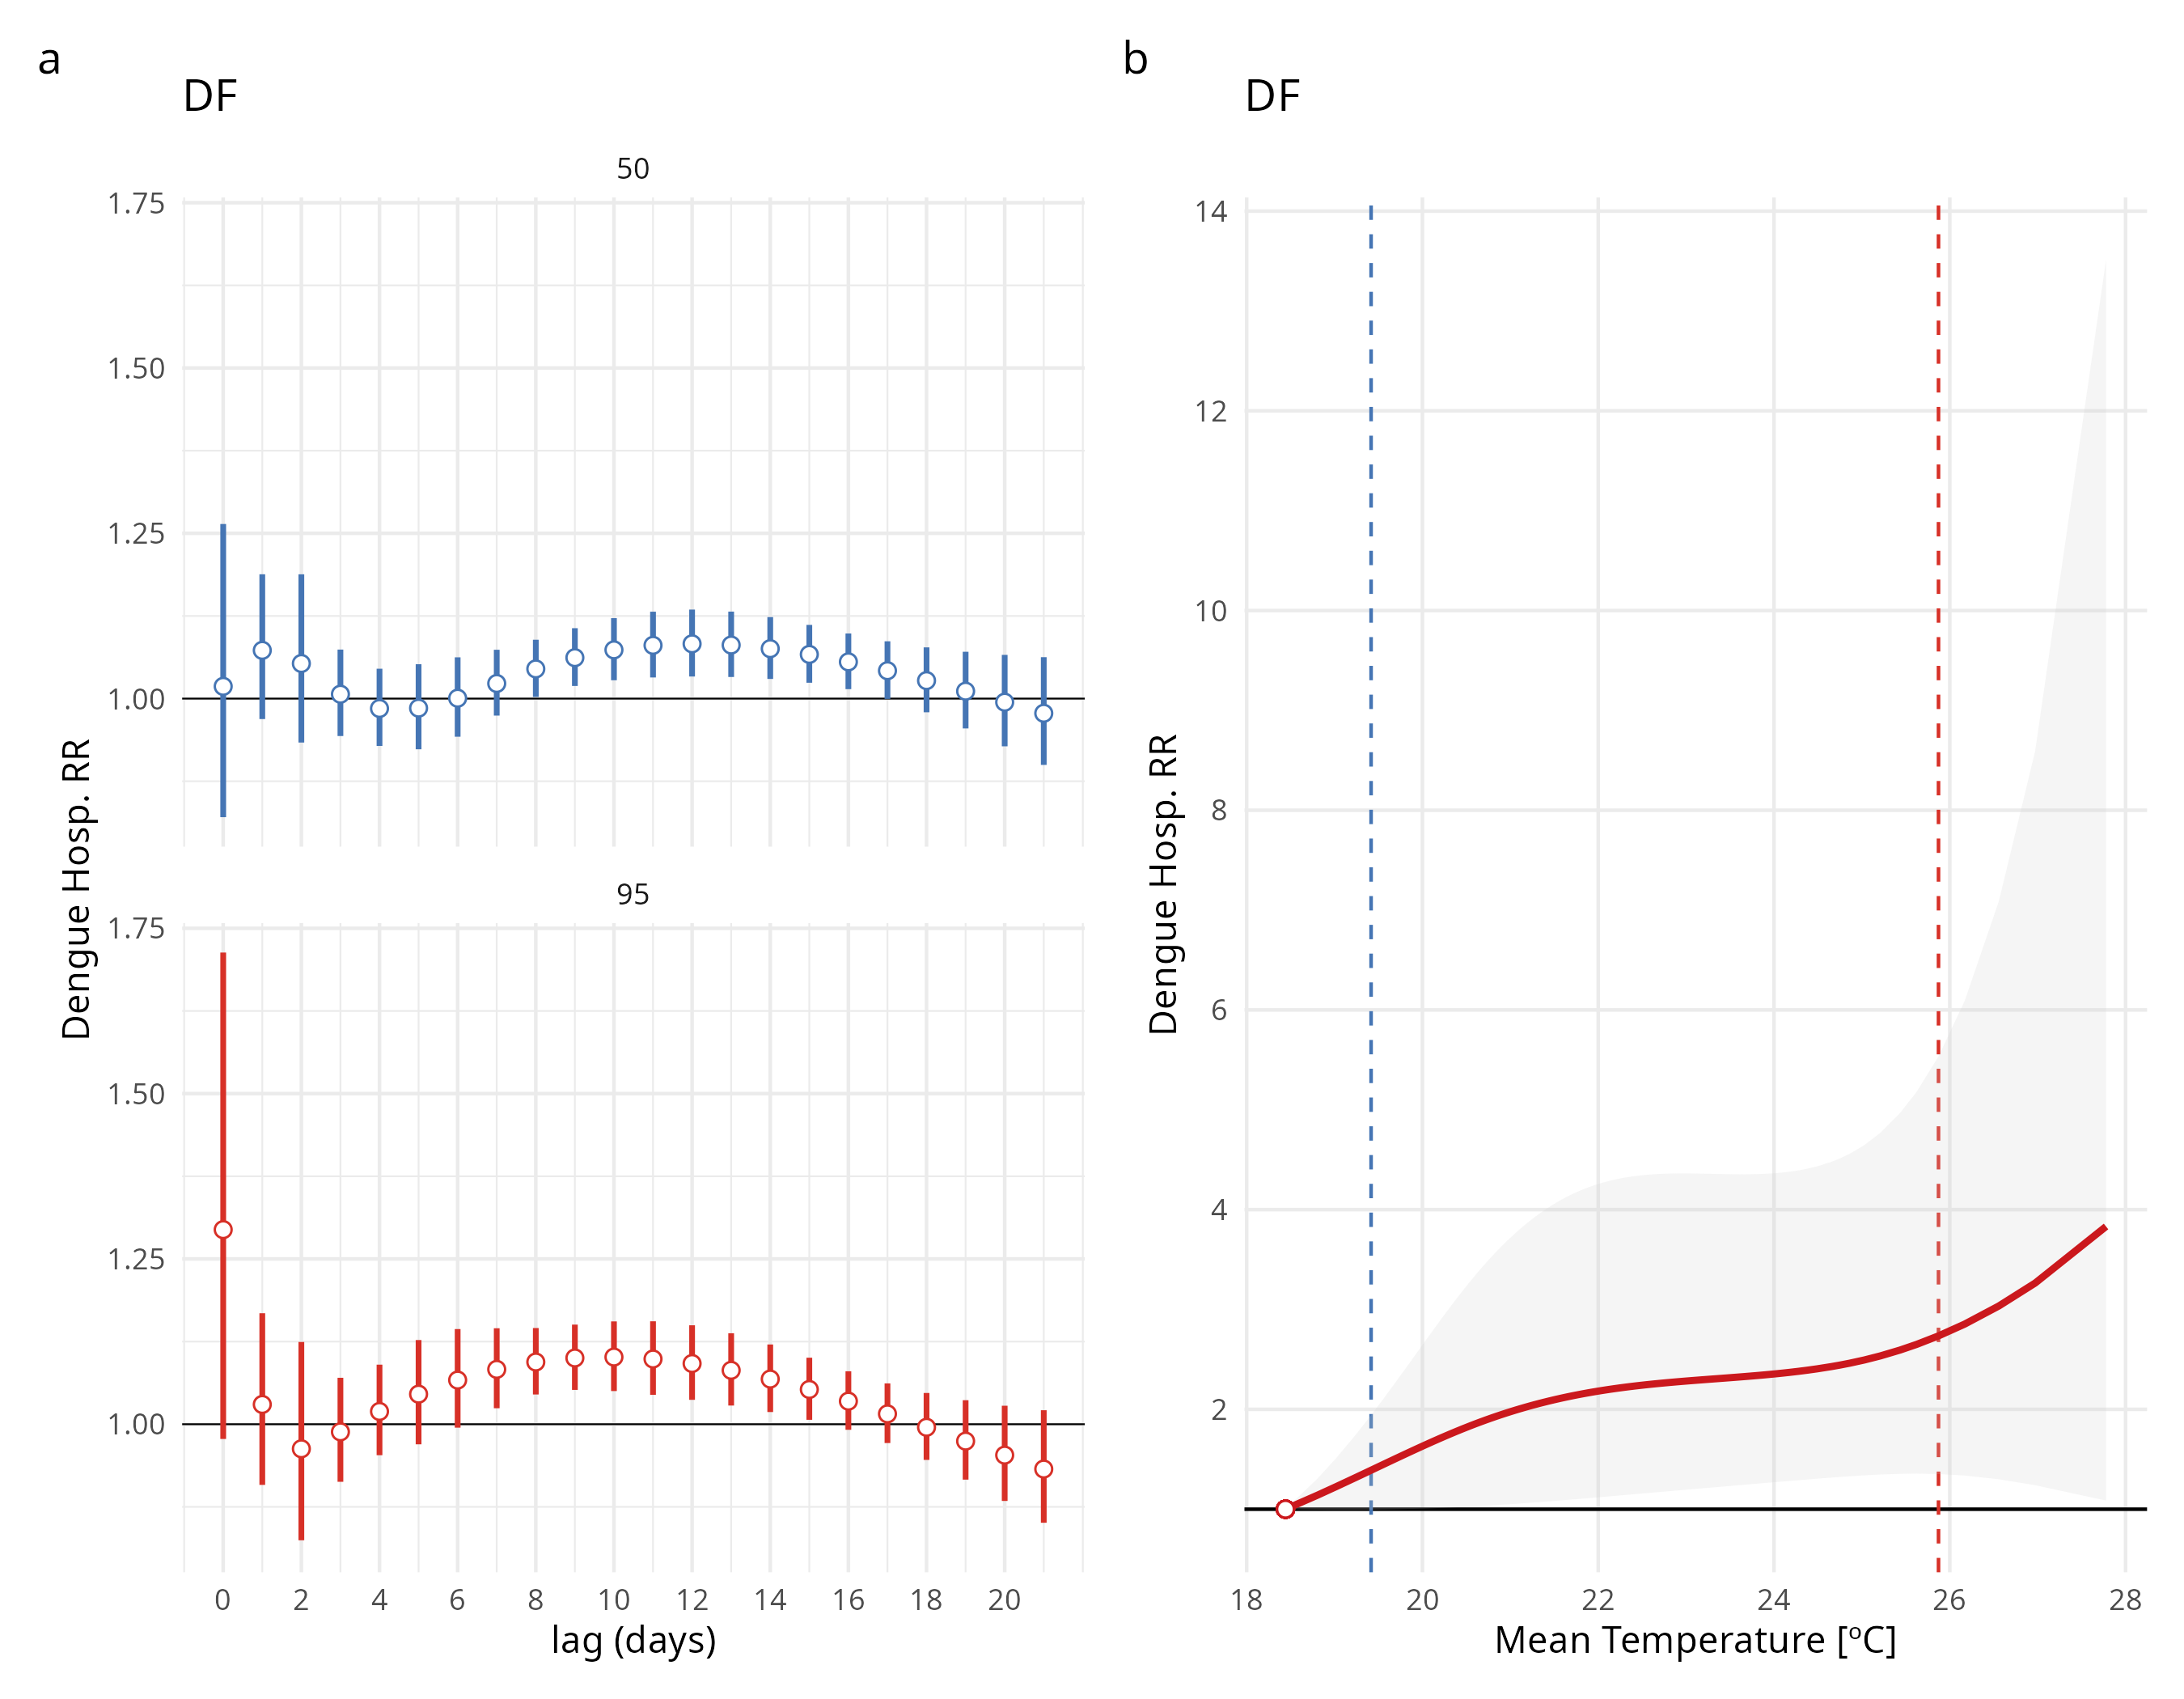 a
DF
50
1.75
1.50
1.25
1.00
95
1.75
1.50
1.25
1.00
0 2 4 6 8 10 12 14 16 18 20
lag (days)
Dengue Hosp. RR
b
DF
14
12
10
8
6
4
2
18 20 22 24 26 28
Mean Temperature [ºC]
Dengue Hosp. RR